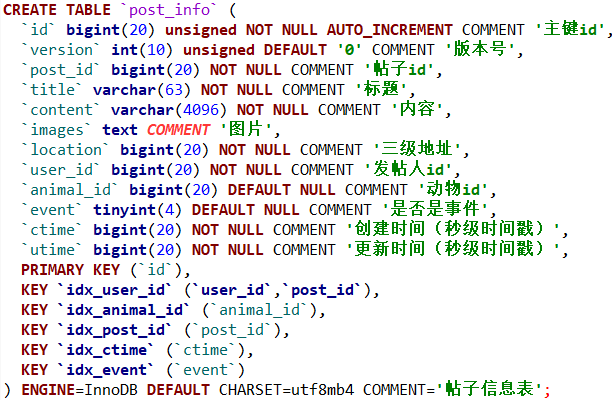 CREATE TABLE `post_info` (
  `id` bigint(20) unsigned NOT NULL AUTO_INCREMENT COMMENT '主键id',
  `version` int(10) unsigned DEFAULT '0' COMMENT '版本号',
  `post_id` bigint(20) NOT NULL COMMENT '帖子id',
  `title` varchar(63) NOT NULL COMMENT '标题',
  `content` varchar(4096) NOT NULL COMMENT '内容',
  `images` text COMMENT '图片',
  `location` bigint(20) NOT NULL COMMENT '三级地址',
  `user_id` bigint(20) NOT NULL COMMENT '发帖人id',
  `animal_id` bigint(20) DEFAULT NULL COMMENT '动物id',
  `event` tinyint(4) DEFAULT NULL COMMENT '是否是事件',
  `ctime` bigint(20) NOT NULL COMMENT '创建时间（秒级时间戳）',
  `utime` bigint(20) NOT NULL COMMENT '更新时间（秒级时间戳）',
  PRIMARY KEY (`id`),
  KEY `idx_user_id` (`user_id`,`post_id`),
  KEY `idx_animal_id` (`animal_id`),
  KEY `idx_post_id` (`post_id`),
  KEY `idx_ctime` (`ctime`),
  KEY `idx_event` (`event`)
) ENGINE=InnoDB DEFAULT CHARSET=utf8mb4 COMMENT='帖子信息表';